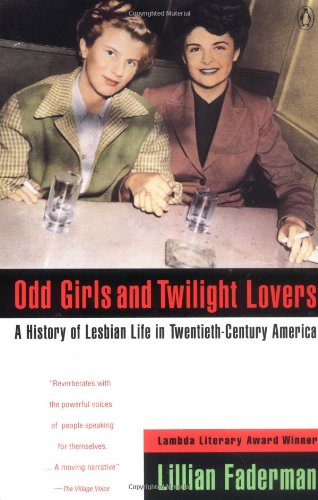 Odd Girls and Twilight Lovers
A History of Lesbian Life in Twentieth-Century America
"Reverberates with
the powerful voices
of people speaking
for themselves.
... A moving narrative"
—The Village Voice
Lambda Literary Award Winner
Lillian Faderman